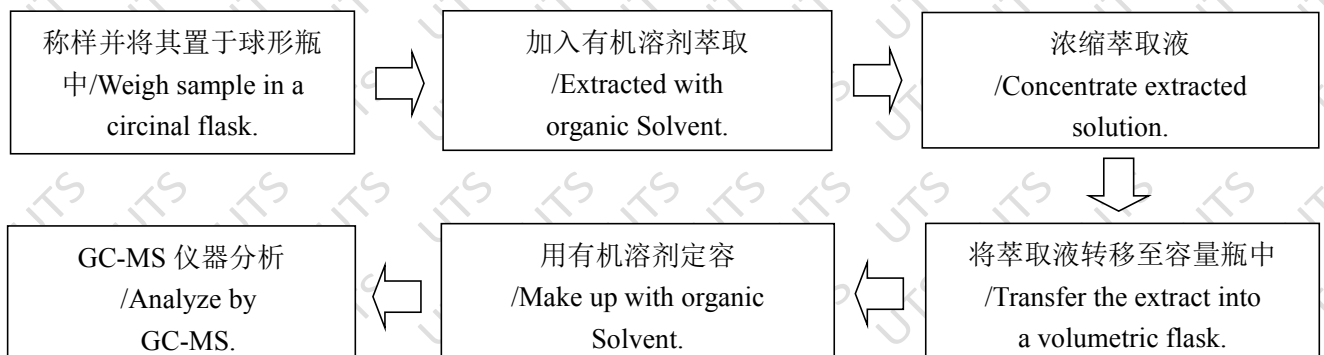 称样并将其置于球形瓶
中/Weigh sample in a
circinal flask.
加入有机溶剂萃取
/Extracted with
organic Solvent.
浓缩萃取液
/Concentrate extracted
solution.
将萃取液转移至容量瓶中
/Transfer the extract into
a volumetric flask.
用有机溶剂定容
/Make up with organic
Solvent.
GC-MS 仪器分析
/Analyze by
GC-MS.